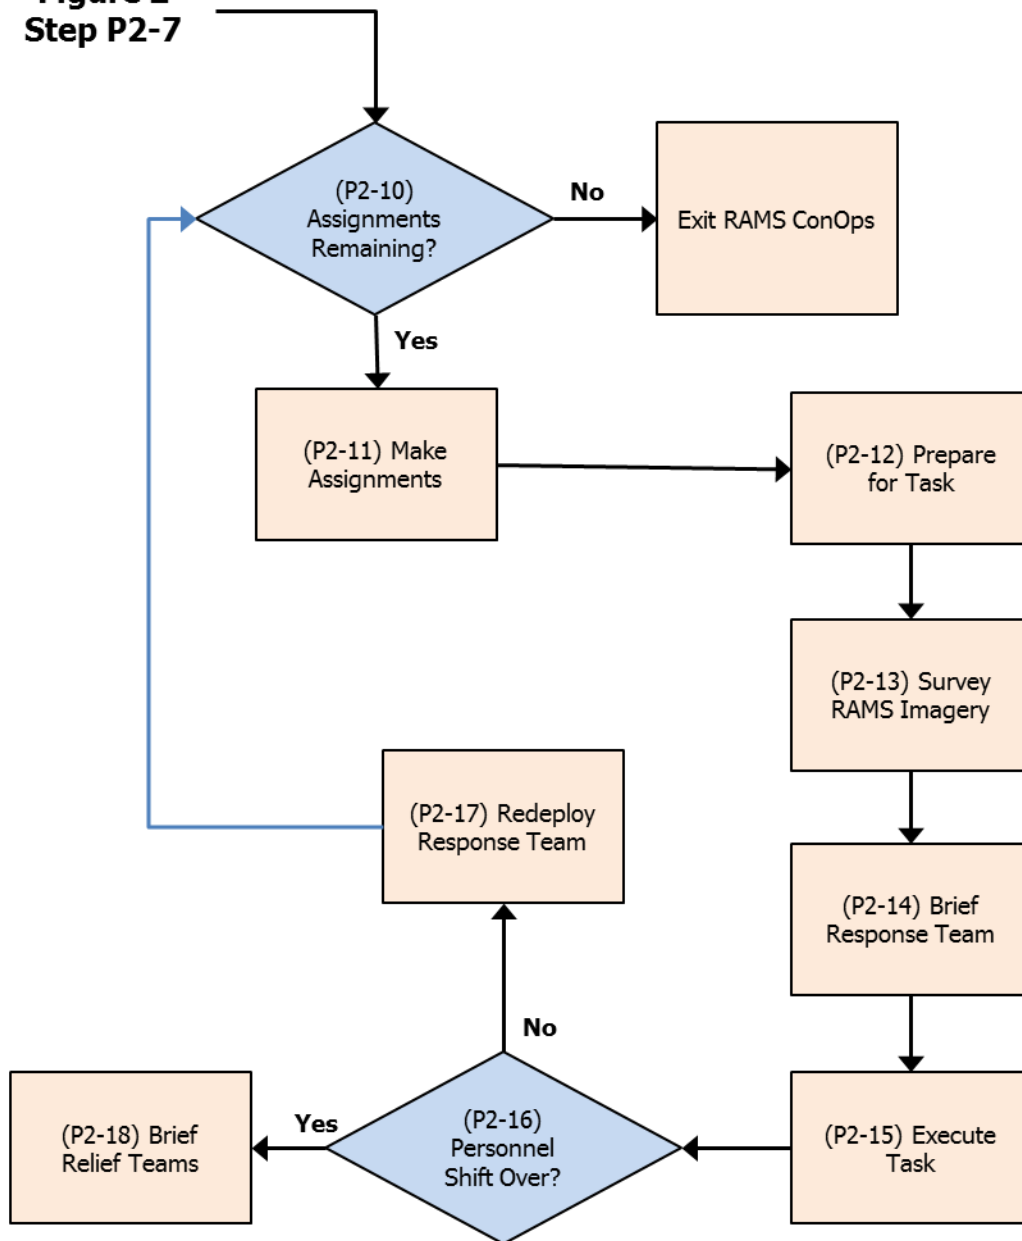 Figure 2
Step P2-7
(P2-10)
Assignments
Remaining?
No
Exit RAMS ConOps
Yes
(P2-11) Make
Assignments
(P2-12) Prepare
for Task
(P2-13) Survey
RAMS Imagery
(P2-17) Redeploy
Response Team
(P2-14) Brief
Response Team
No
(P2-18) Brief
Relief Teams
Yes
(P2-16)
Personnel
Shift Over?
(P2-15) Execute
Task